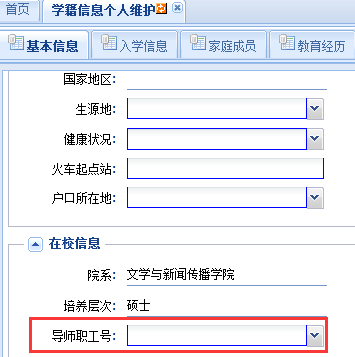 首页 学籍信息个人维护
基本信息 入学信息 家庭成员 教育经历
国家地区:
生源地:
健康状况:
火车起点站:
户口所在地:
在校信息
院系: 文学与新闻传播学院
培养层次: 硕士
导师职工号: